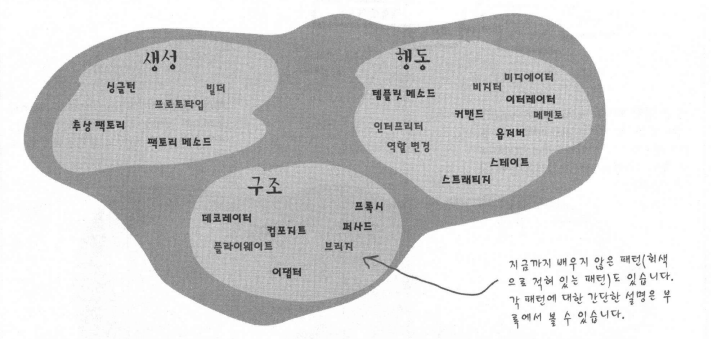 생성
싱글턴 빌더
프로토타입
추상 팩토리
팩토리 메소드
행동
미디에이터
템플릿 메소드 비지터
이터레이터
커맨드 메멘토
인터프리터
옵저버
역할 변경
스테이트
스트래티지
구조
프록시
데코레이터 퍼사드
컴포지트
플라이웨이트 브리지
어댑터
지금까지 배우지 않은 패턴(회색
으로 적혀 있는 패턴)도 있습니다.
각 패턴에 대한 간단한 설명은 부
록에서 볼 수 있습니다.